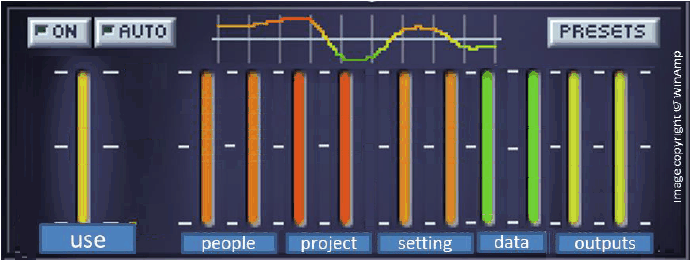 ON
AUTO
PRESETS
use
people
project
setting
data
outputs
Image copyright © WinAmp